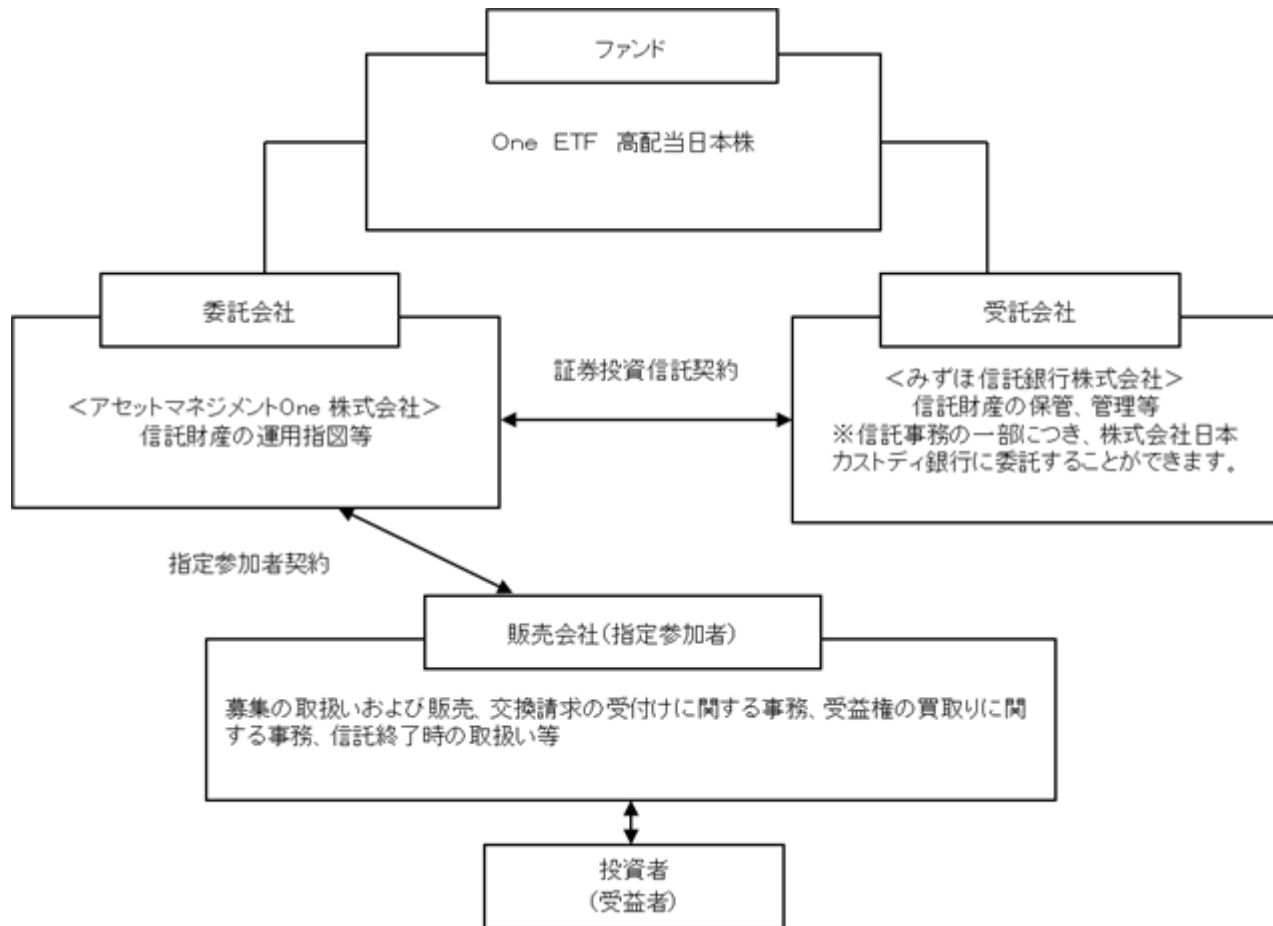 ファンド
One ETF 高配当日本株
委託会社
<アセットマネジメントOne 株式会社>
信託財産の運用指図等
証券投資信託契約
受託会社
<みずほ信託銀行株式会社>
信託財産の保管、管理等
※信託事務の一部につき、株式会社日本
カストディ銀行に委託することができます。
指定参加者契約
販売会社(指定参加者)
募集の取扱いおよび販売、交換請求の受付けに関する事務、受益権の買取りに関
する事務、信託終了時の取扱い等
投資者
(受益者)